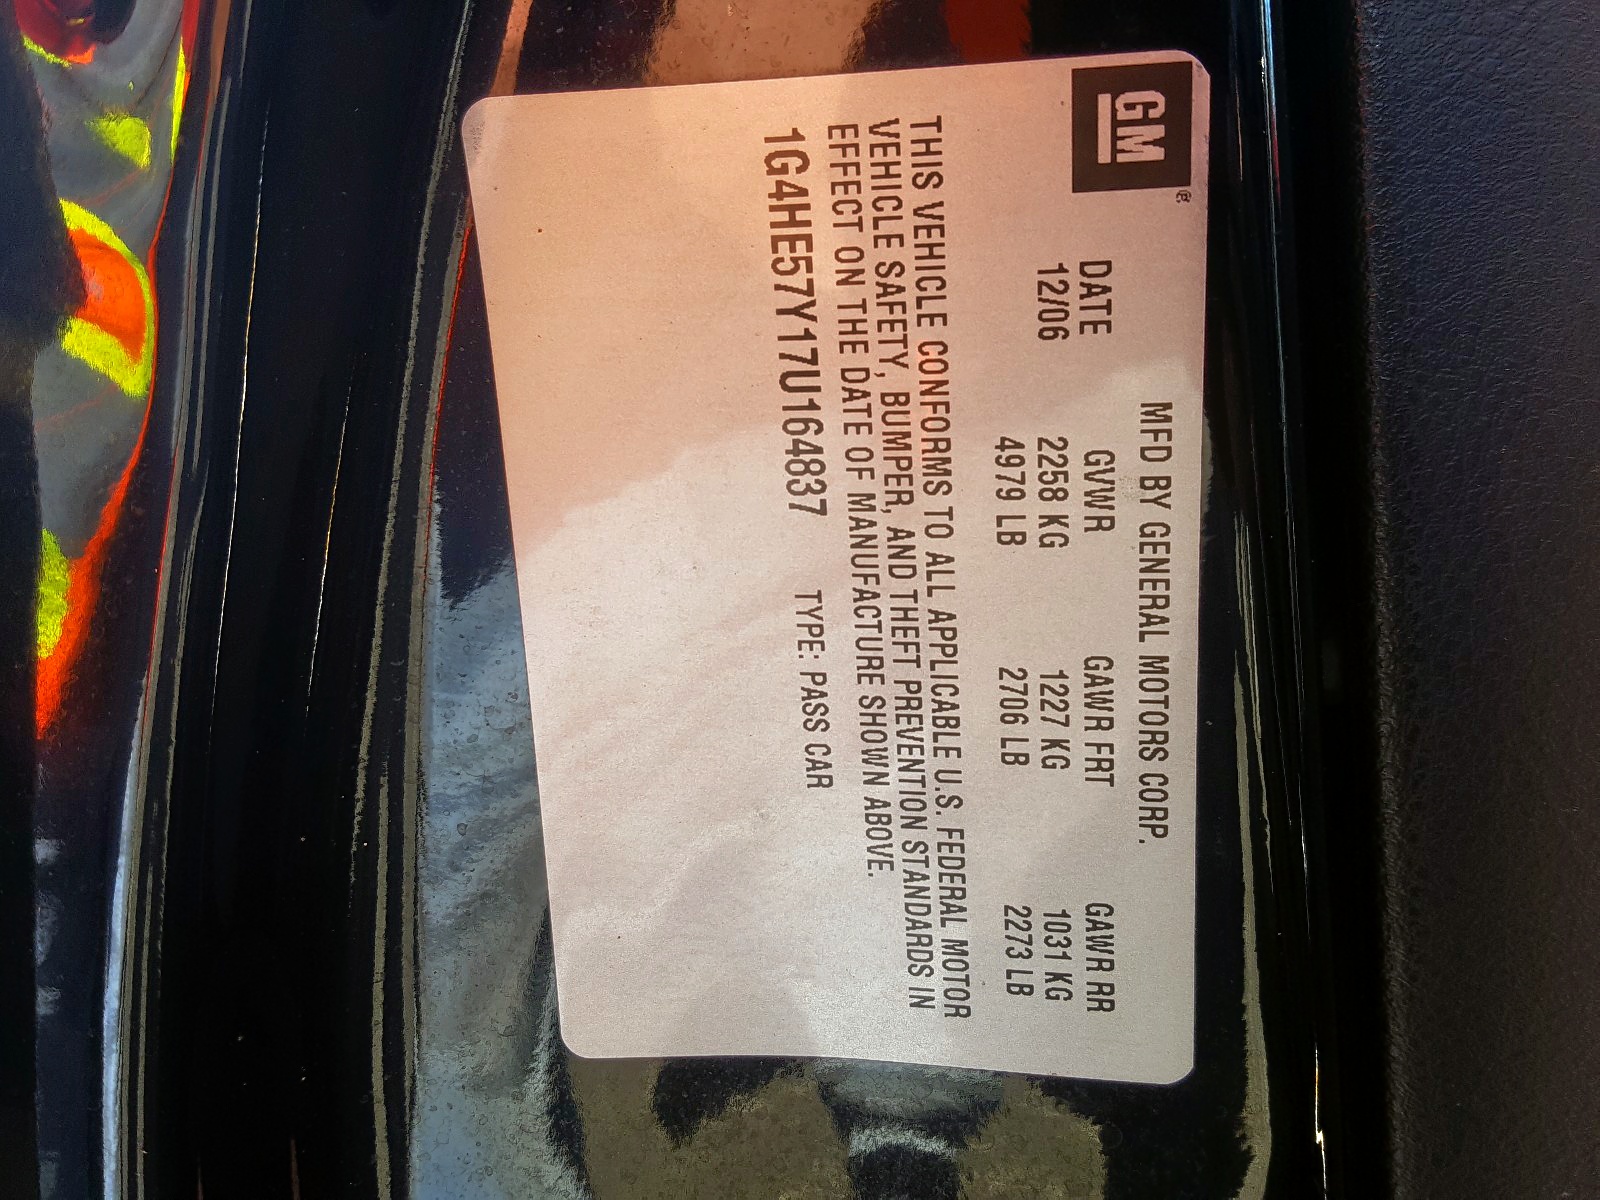 GM®
MFD BY GENERAL MOTORS CORP.
DATE GVWR GAWR FRT GAWR RR
12/06 2258 KG 1227 KG 1031 KG
4979 LB 2706 LB 2273 LB
THIS VEHICLE CONFORMS TO ALL APPLICABLE U.S. FEDERAL MOTOR
VEHICLE SAFETY, BUMPER, AND THEFT PREVENTION STANDARDS IN
EFFECT ON THE DATE OF MANUFACTURE SHOWN ABOVE.
1G4HE57Y17U164837 TYPE: PASS CAR